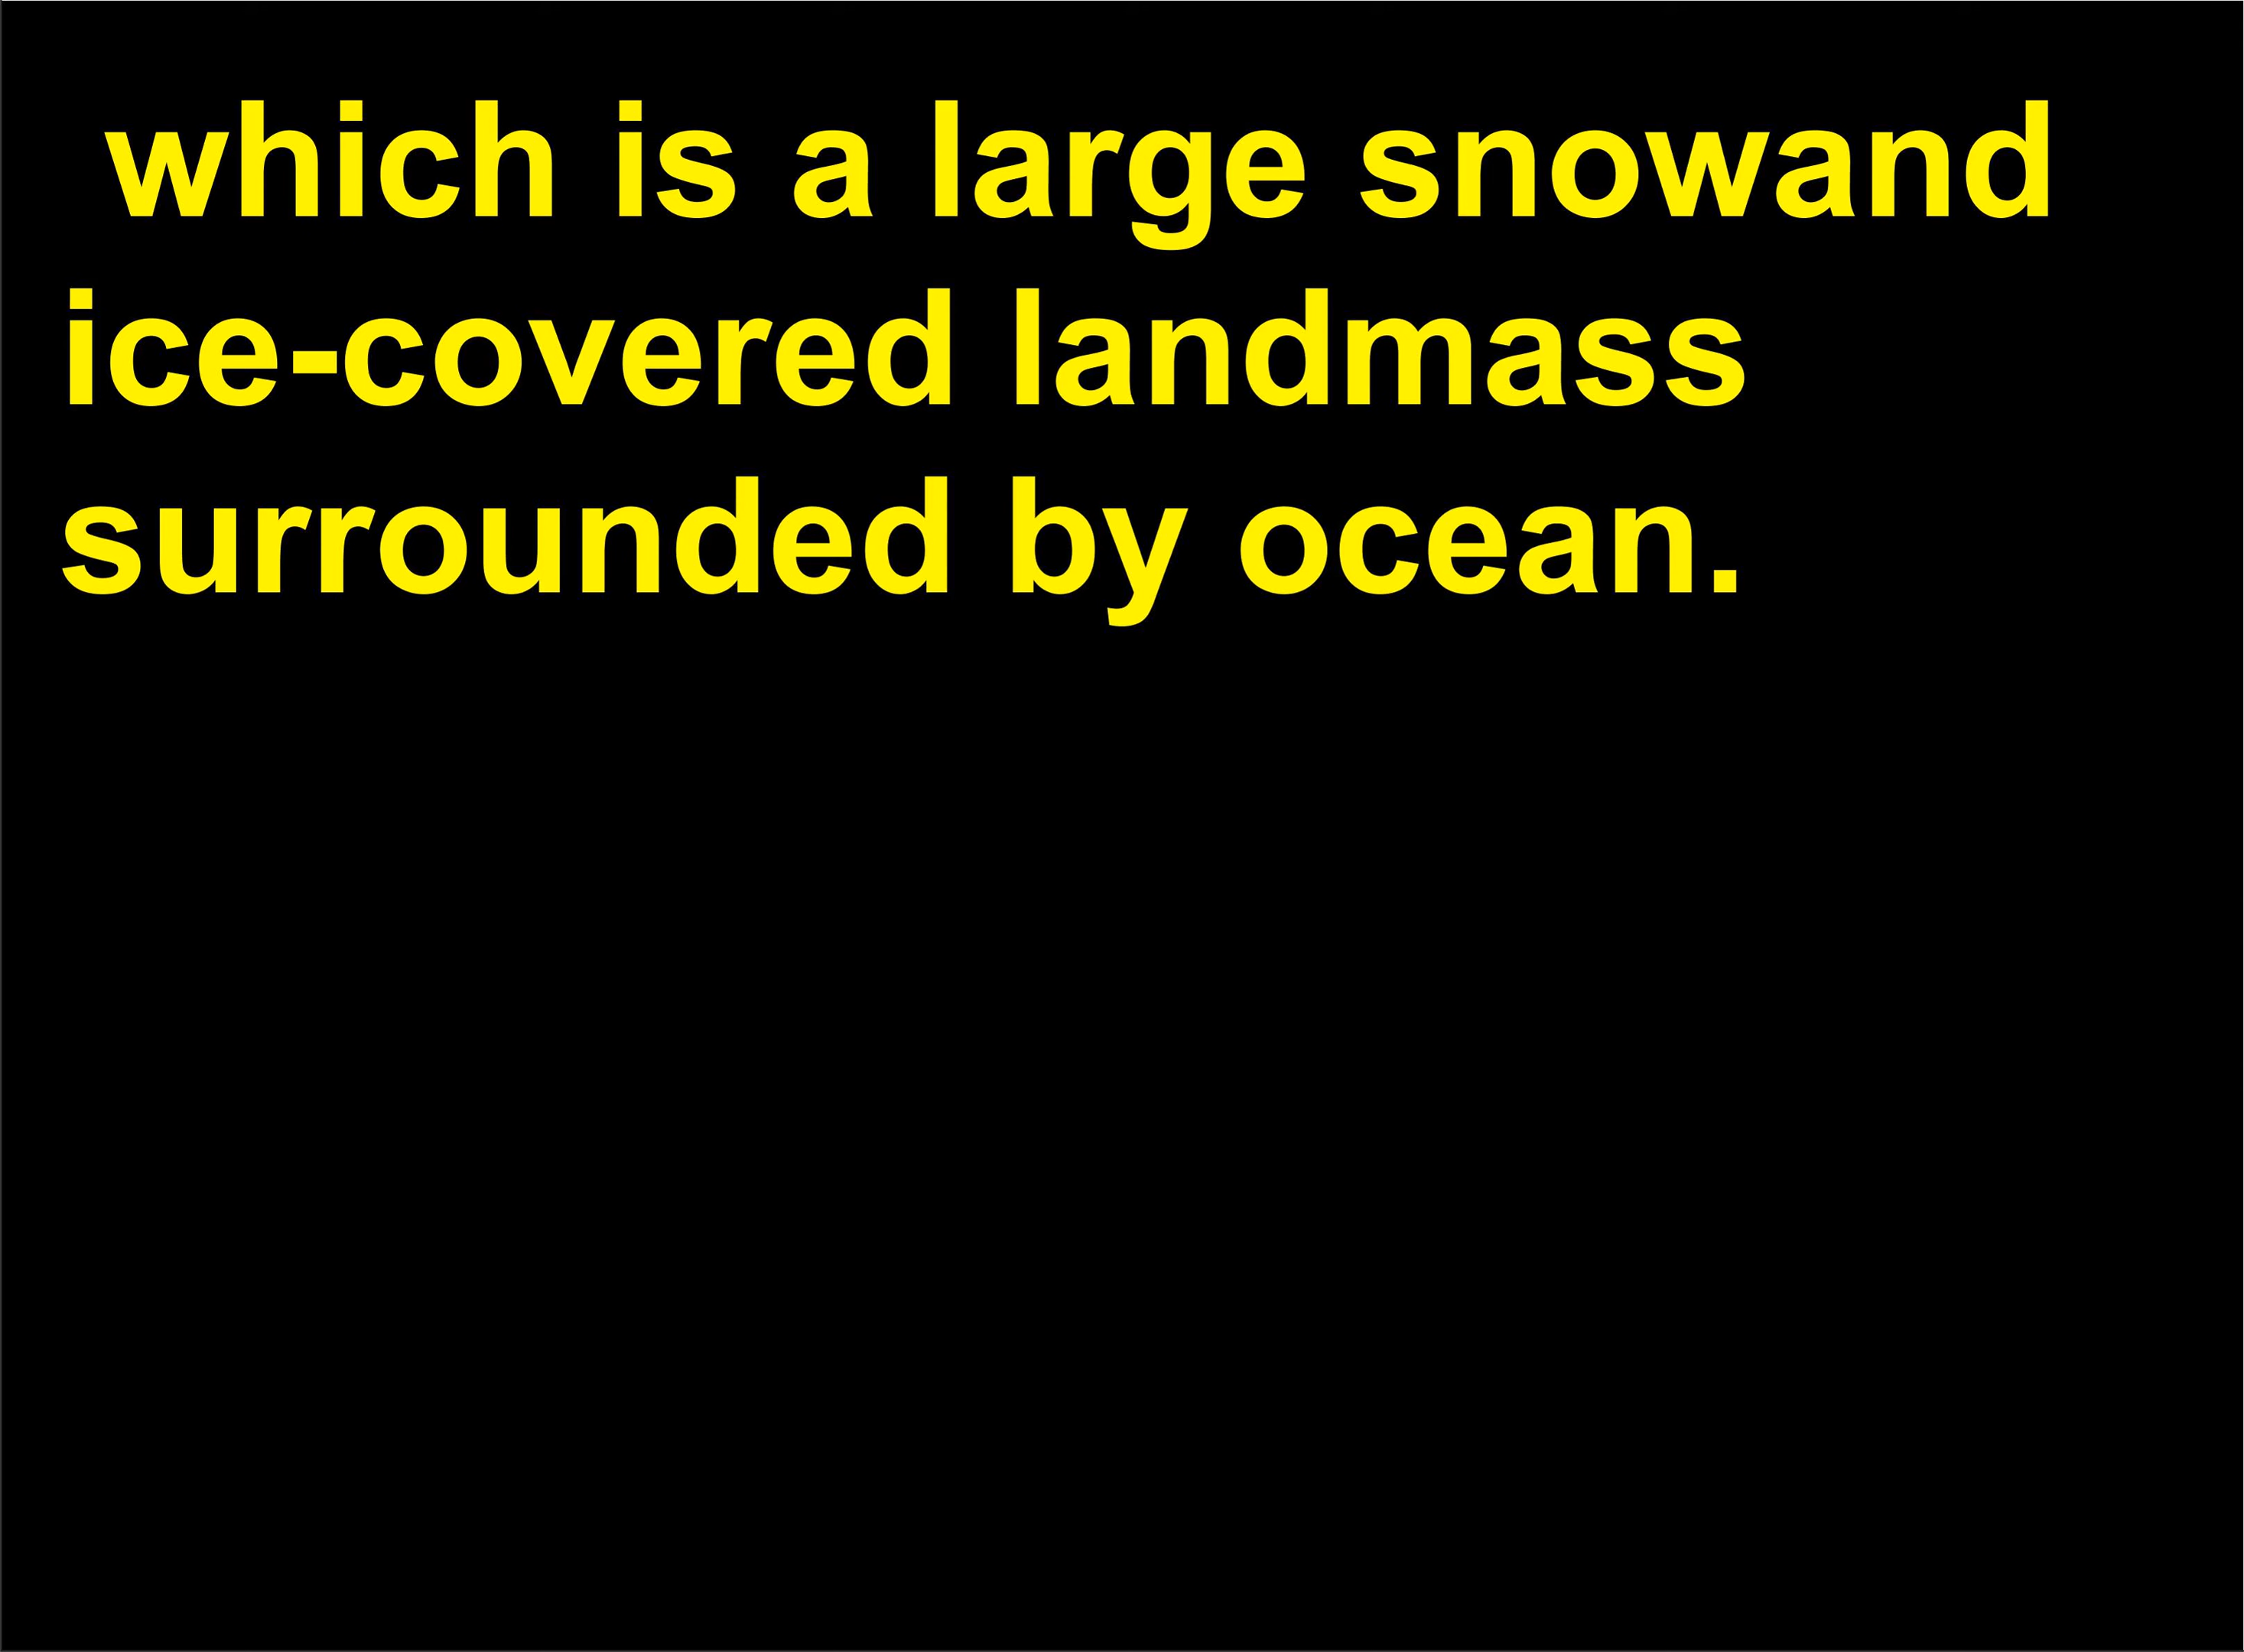 which is a large snowand
ice-covered landmass
surrounded by ocean.